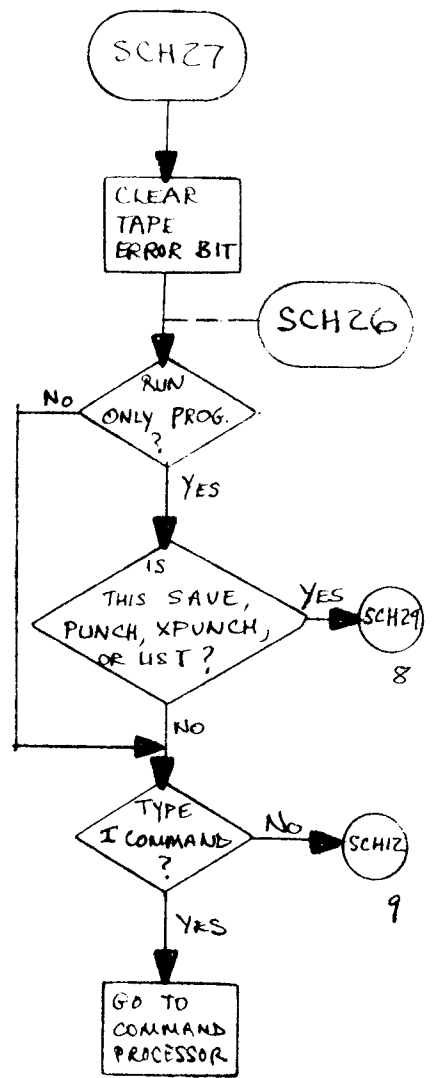 SCH27
CLEAR
TAPE
ERROR BIT
SCH26
RUN
ONLY PROG.
?
NO
YES
IS
THIS SAVE,
PUNCH, XPUNCH,
OR LIST?
YES
SCH29
8
NO
TYPE
I COMMAND
?
NO
SCH12
9
YES
GO TO
COMMAND
PROCESSOR